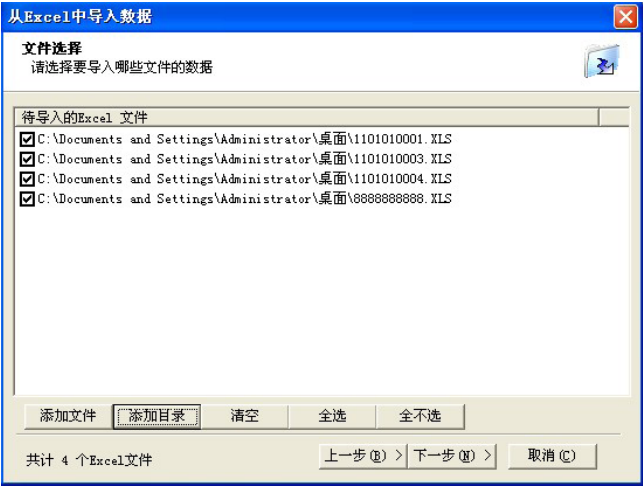 从Excel中导入数据
文件选择
请选择要导入哪些文件的数据
待导入的Excel 文件
C:\Documents and Settings\Administrator\桌面\1101010001.XLS
C:\Documents and Settings\Administrator\桌面\1101010003.XLS
C:\Documents and Settings\Administrator\桌面\1101010004.XLS
C:\Documents and Settings\Administrator\桌面\8888888888.XLS
添加文件 添加目录 清空 全选 全不选
共计 4 个Excel文件 上一步(B) > 下一步(N) > 取消(C)